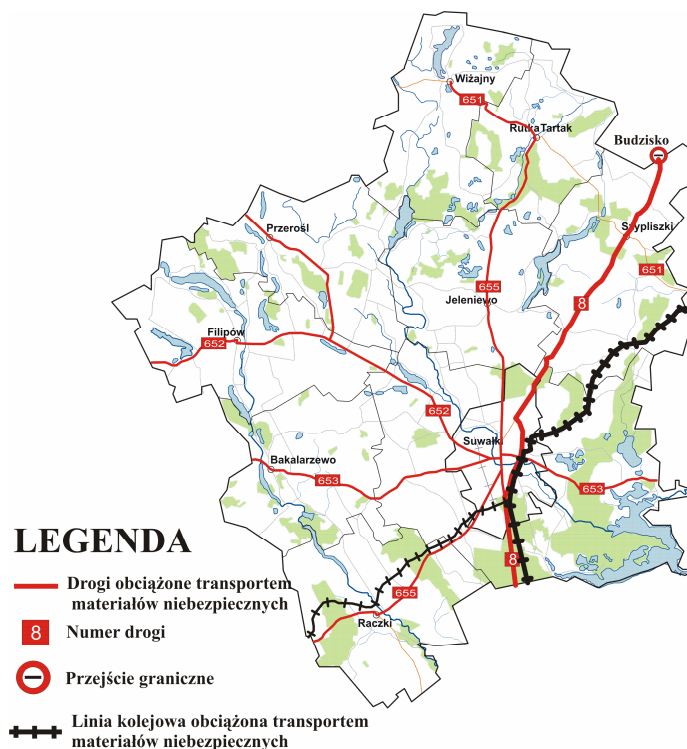 Wiżajny
651
Rutka Tartak
Budzisko
Szypliszki
Przerośl
651
655
Jeleniewo
8
Filipów
652
652
Suwałki
Bakałarzewo
653
653
8
655
Raczki
LEGENDA
Drogi obciążone transportem
materiałów niebezpiecznych
8 Numer drogi
Przejście graniczne
Linia kolejowa obciążona transportem
materiałów niebezpiecznych